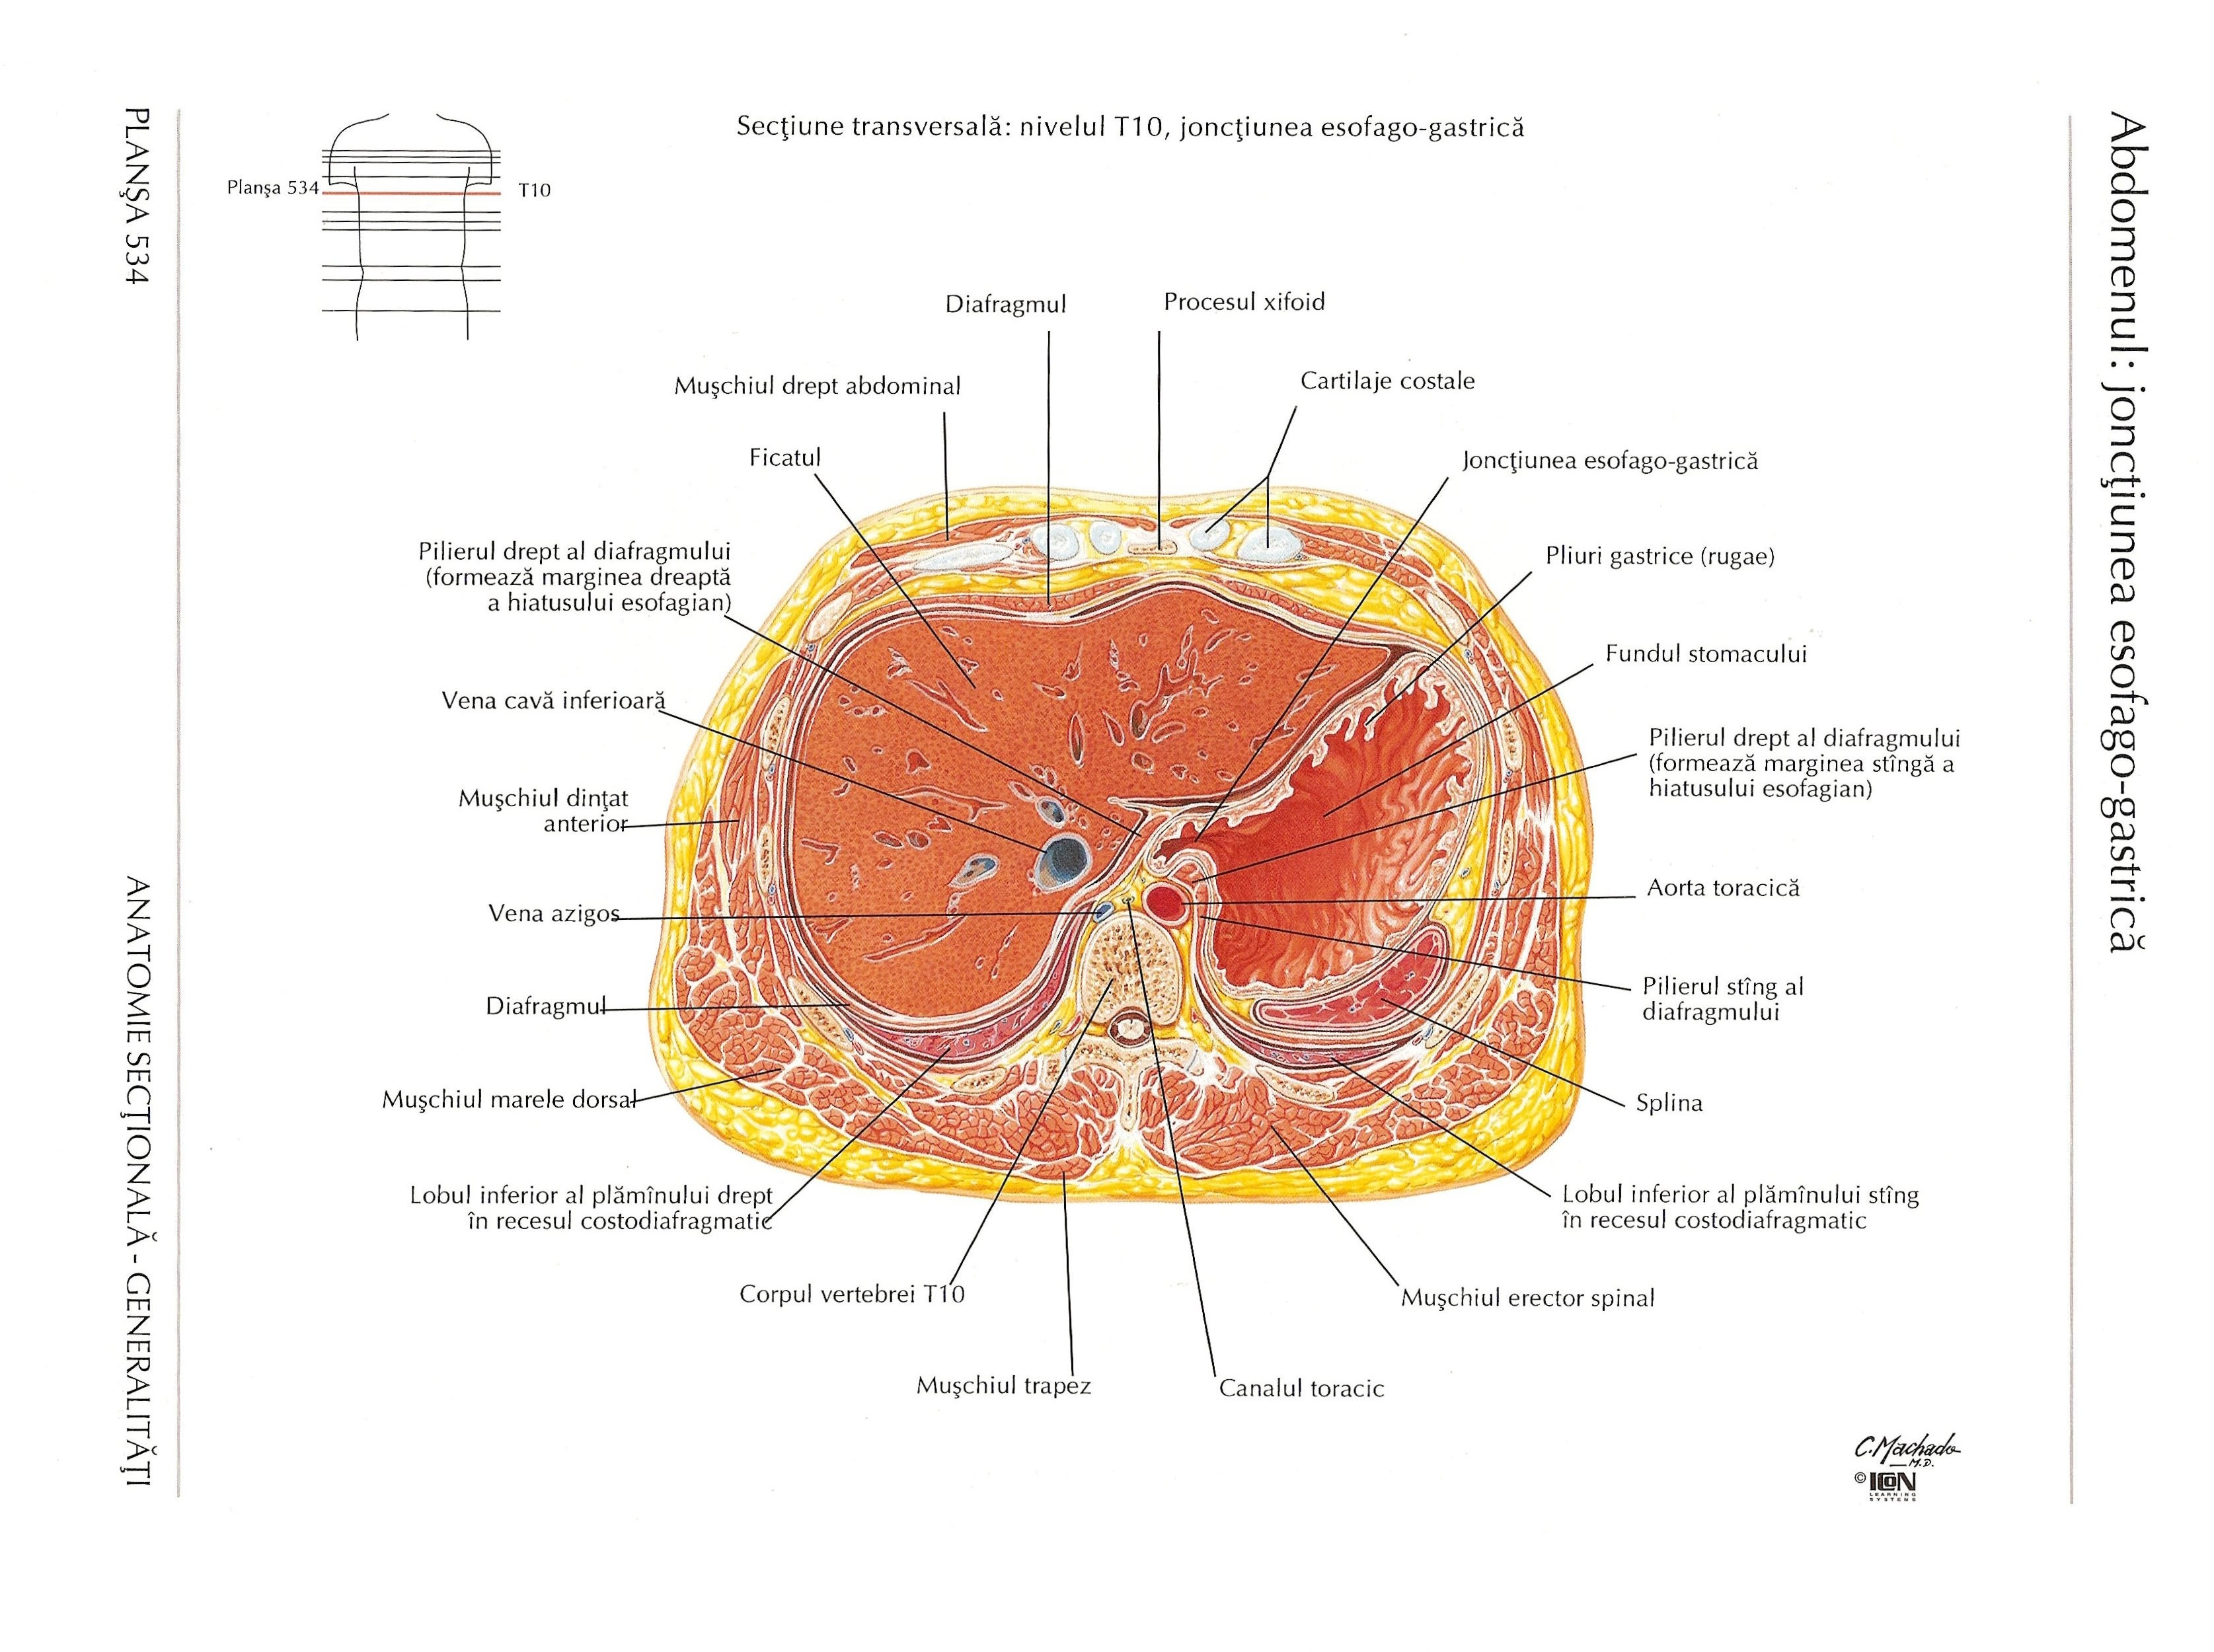 PLANŞA 534
ANATOMIE SECŢIONALĂ - GENERALITĂŢI
Abdomenul: joncţiunea esofago-gastrică
Secţiune transversală: nivelul T10, joncţiunea esofago-gastrică
Planşa 534
T10
Diafragmul
Procesul xifoid
Muşchiul drept abdominal
Cartilaje costale
Ficatul
Joncţiunea esofago-gastrică
Pilierul drept al diafragmului
(formează marginea dreaptă
a hiatusului esofagian)
Pliuri gastrice (rugae)
Fundul stomacului
Vena cavă inferioară
Pilierul drept al diafragmului
(formează marginea stîngă a
hiatusului esofagian)
Muşchiul dinţat
anterior
Aorta toracică
Vena azigos
Pilierul stîng al
diafragmului
Diafragmul
Muşchiul marele dorsal
Splina
Lobul inferior al plămînului drept
în recesul costodiafragmatic
Lobul inferior al plămînului stîng
în recesul costodiafragmatic
Corpul vertebrei T10
Muşchiul erector spinal
Muşchiul trapez
Canalul toracic
C.Machado
M.D.
© ICON
LEARNING
SYSTEMS